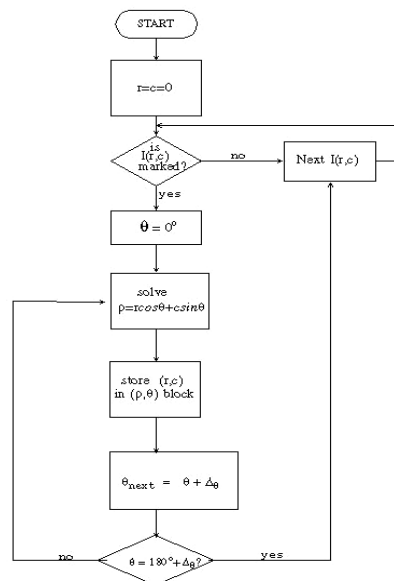 START
r=c=0
is
I(r,c)
marked?
no
Next I(r,c)
yes
θ = 0°
solve
ρ=rcosθ+csinθ
store (r,c)
in (ρ,θ) block
θnext = θ + Δθ
no
θ = 180°+Δθ?
yes